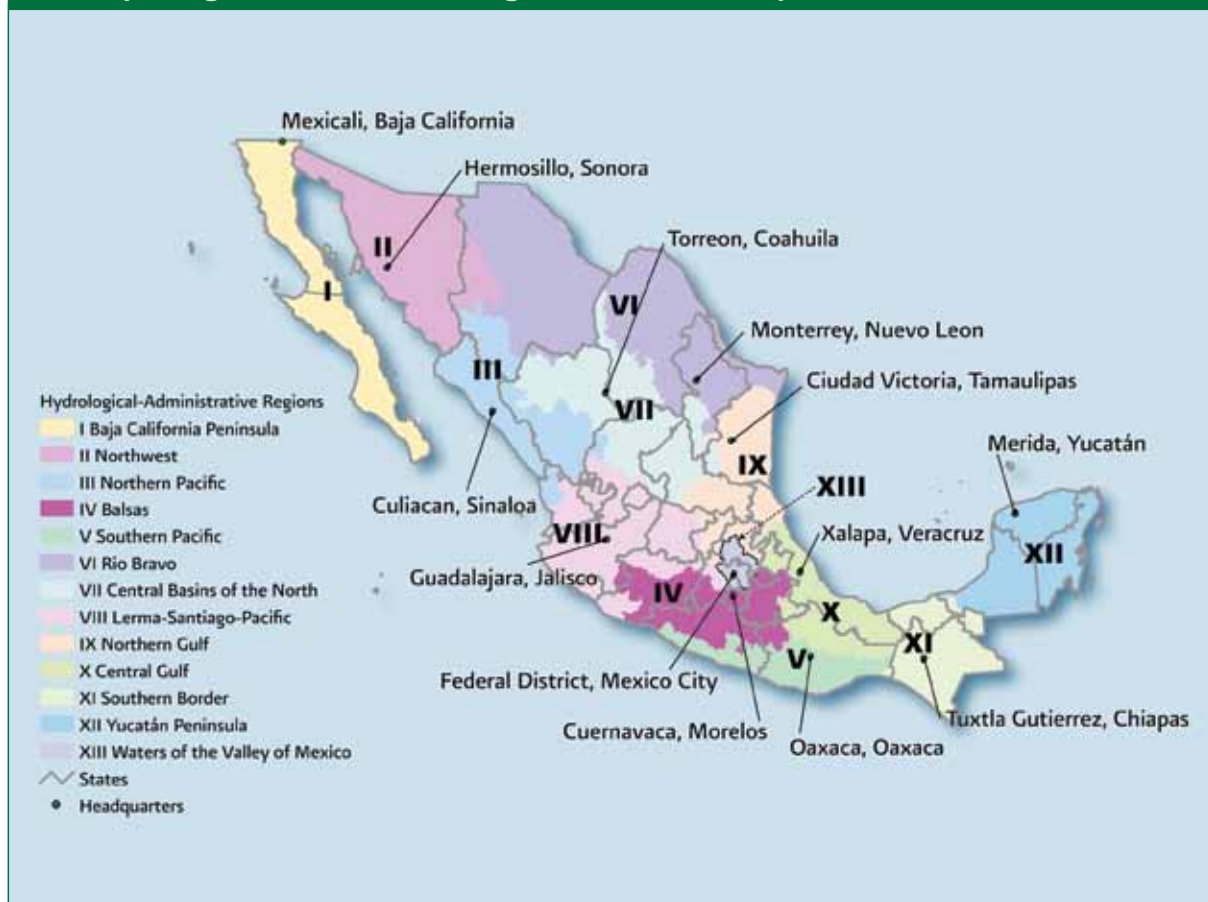 Mexicali, Baja California
Hermosillo, Sonora
Torreon, Coahuila
II
I
VI
Monterrey, Nuevo Leon
III
Ciudad Victoria, Tamaulipas
VII
Hydrological-Administrative Regions
I Baja California Peninsula
II Northwest
III Northern Pacific
IV Balsas
V Southern Pacific
VI Rio Bravo
VII Central Basins of the North
VIII Lerma-Santiago-Pacific
IX Northern Gulf
X Central Gulf
XI Southern Border
XII Yucatán Peninsula
XIII Waters of the Valley of Mexico
States
Headquarters
Merida, Yucatán
IX
XIII
Culiacan, Sinaloa
Xalapa, Veracruz
VIII
XII
Guadalajara, Jalisco
IV
X
XI
V
Federal District, Mexico City
Cuernavaca, Morelos
Oaxaca, Oaxaca
Tuxtla Gutierrez, Chiapas